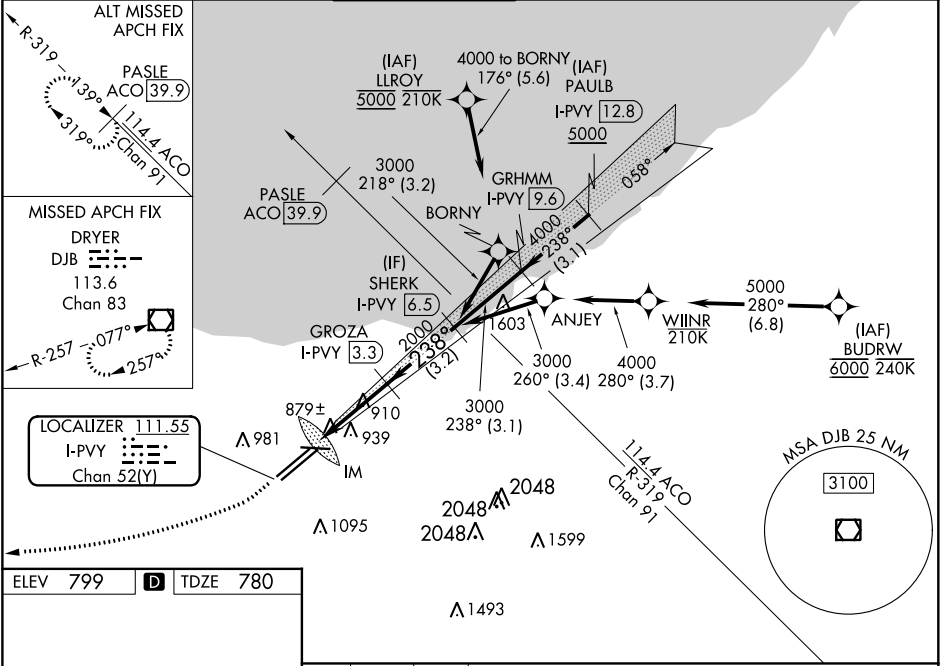 ALT MISSED
APCH FIX
R-319
139°
PASLE
ACO 39.9
319°
114.4 ACO
Chan 91
MISSED APCH FIX
DRYER
DJB
113.6
Chan 83
R-257
077°
257°
LOCALIZER 111.55
I-PVY
Chan 52(Y)
(IAF)
LLROY
5000 210K
4000 to BORNY
176° (5.6)
(IAF)
PAULB
I-PVY 12.8
5000
058°
3000
218° (3.2)
GRHMM
I-PVY 9.6
PASLE
ACO 39.9
BORNY
4000
238°
(3.1)
(IF)
SHERK
I-PVY 6.5
1603
ANJEY
WIINR
210K
5000
280°
(6.8)
(IAF)
BUDRW
6000 240K
GROZA
I-PVY 3.3
2000
238°
(3.2)
3000
260° (3.4)
4000
280° (3.7)
3000
238° (3.1)
879±
910
981
939
IM
114.4 ACO
R-319
Chan 91
MSA DJB 25 NM
3100
2048
2048
2048
1095
1599
1493
ELEV 799
D
TDZE 780